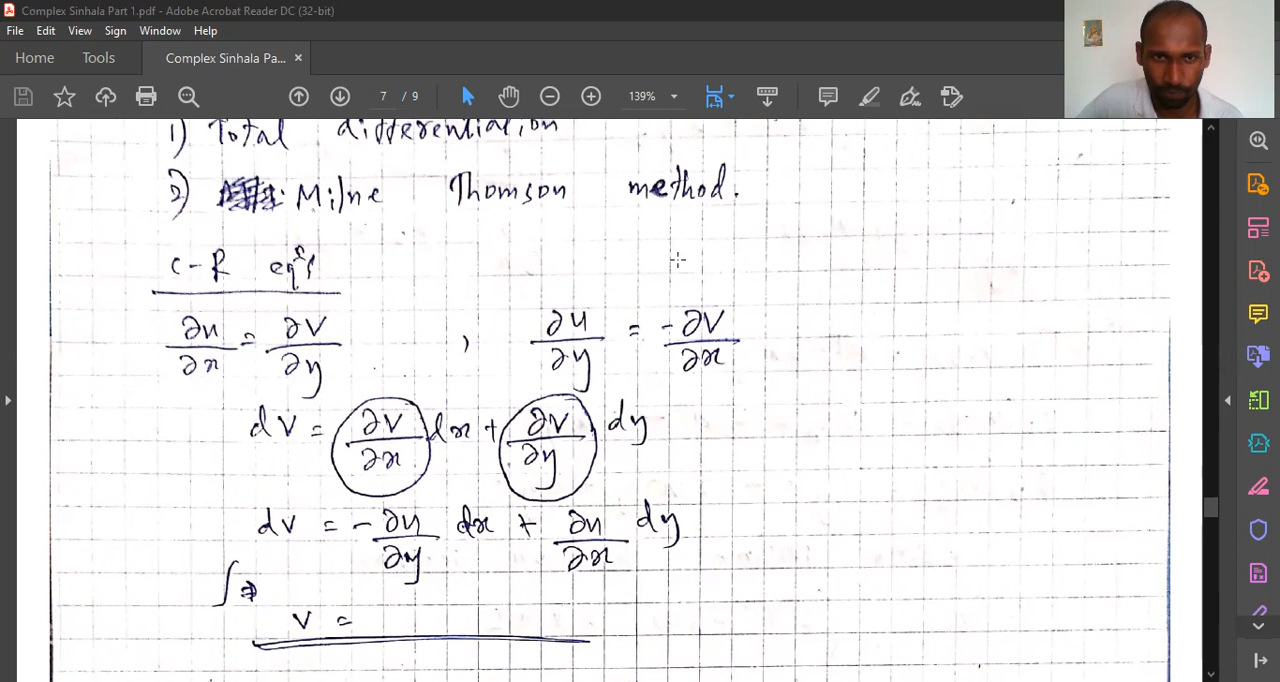 Complex Sinhala Part 1.pdf - Adobe Acrobat Reader DC (32-bit)
File Edit View Sign Window Help
Home Tools Complex Sinhala Pa... ×
7 / 9 139%
1) Total differentiation
2) Milne Thomson method.
C-R eqⁿs
∂u/∂x = ∂v/∂y , ∂u/∂y = -∂v/∂x
dv = ∂v/∂x dx + ∂v/∂y dy
dv = -∂u/∂y dx + ∂u/∂x dy
∫
v =